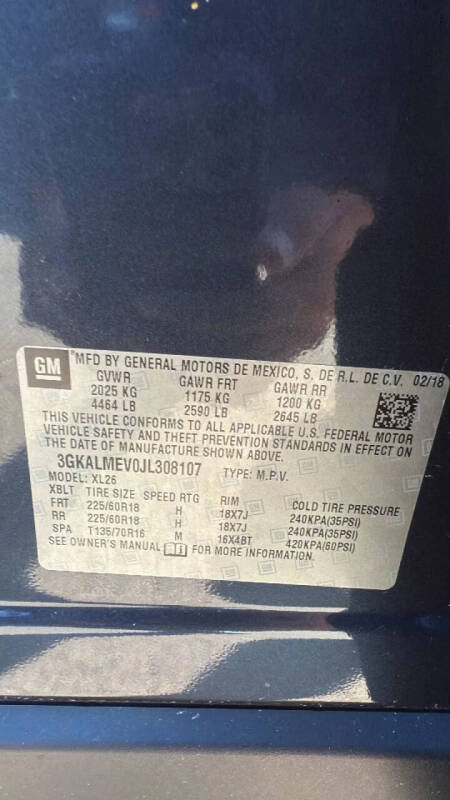 GM
®MFD BY GENERAL MOTORS DE MEXICO, S. DE R.L. DE C.V. 02/18
GVWR GAWR FRT GAWR RR
2025 KG 1175 KG 1200 KG
4464 LB 2590 LB 2645 LB
THIS VEHICLE CONFORMS TO ALL APPLICABLE U.S. FEDERAL MOTOR
VEHICLE SAFETY AND THEFT PREVENTION STANDARDS IN EFFECT ON
THE DATE OF MANUFACTURE SHOWN ABOVE.
3GKALMEV0JL308107 TYPE: M.P.V.
MODEL: XL26
XBLT TIRE SIZE SPEED RTG RIM COLD TIRE PRESSURE
FRT 225/60R18 H 18X7J 240KPA(35PSI)
RR 225/60R18 H 18X7J 240KPA(35PSI)
SPA T135/70R16 M 16X4BT 420KPA(60PSI)
SEE OWNER'S MANUAL FOR MORE INFORMATION.